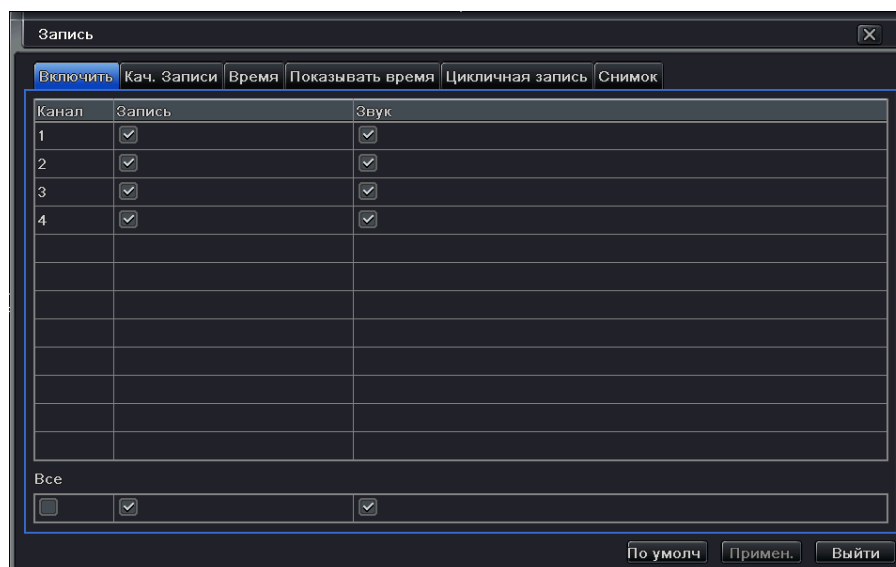 Запись
Включить Кач. Записи Время Показывать время Цикличная запись Снимок
Канал Запись Звук
1
2
3
4
Все
По умолч Примен. Выйти